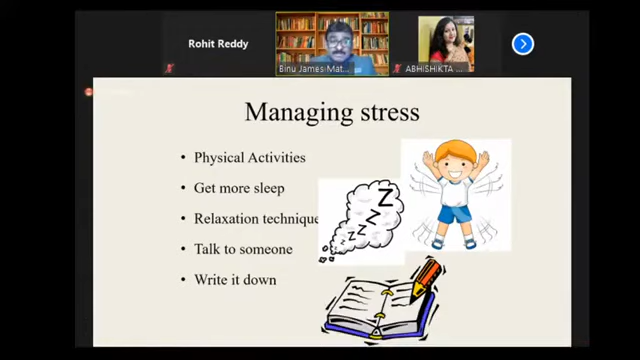 Rohit Reddy
Binu James Mat...
ABHISHIKTA ...
Managing stress
• Physical Activities
• Get more sleep
• Relaxation technique
• Talk to someone
• Write it down
Z
Z
Z
Z
Z
Z